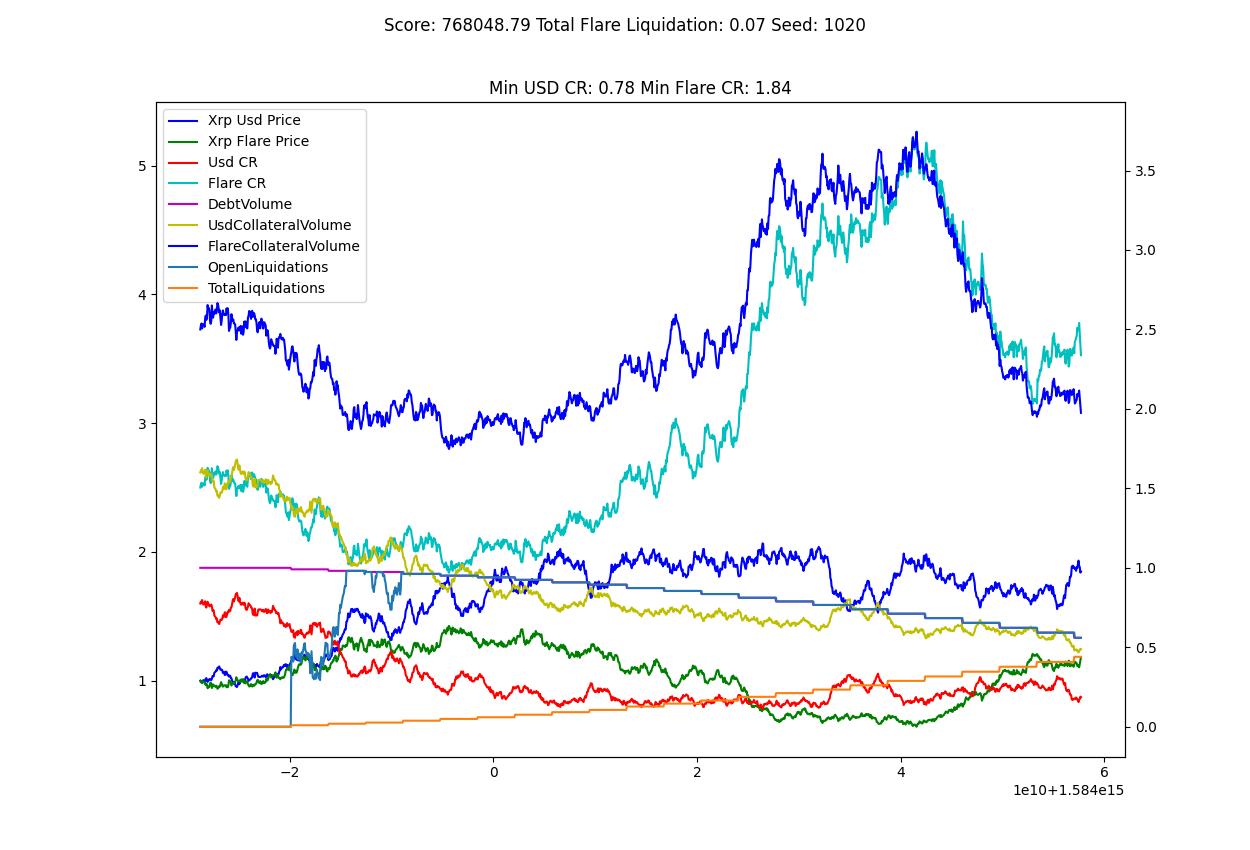 Score: 768048.79 Total Flare Liquidation: 0.07 Seed: 1020
Min USD CR: 0.78 Min Flare CR: 1.84
Xrp Usd Price
Xrp Flare Price
Usd CR
Flare CR
DebtVolume
UsdCollateralVolume
FlareCollateralVolume
OpenLiquidations
TotalLiquidations
5
4
3
2
1
3.5
3.0
2.5
2.0
1.5
1.0
0.5
0.0
−2 0 2 4 6
1e10+1.584e15